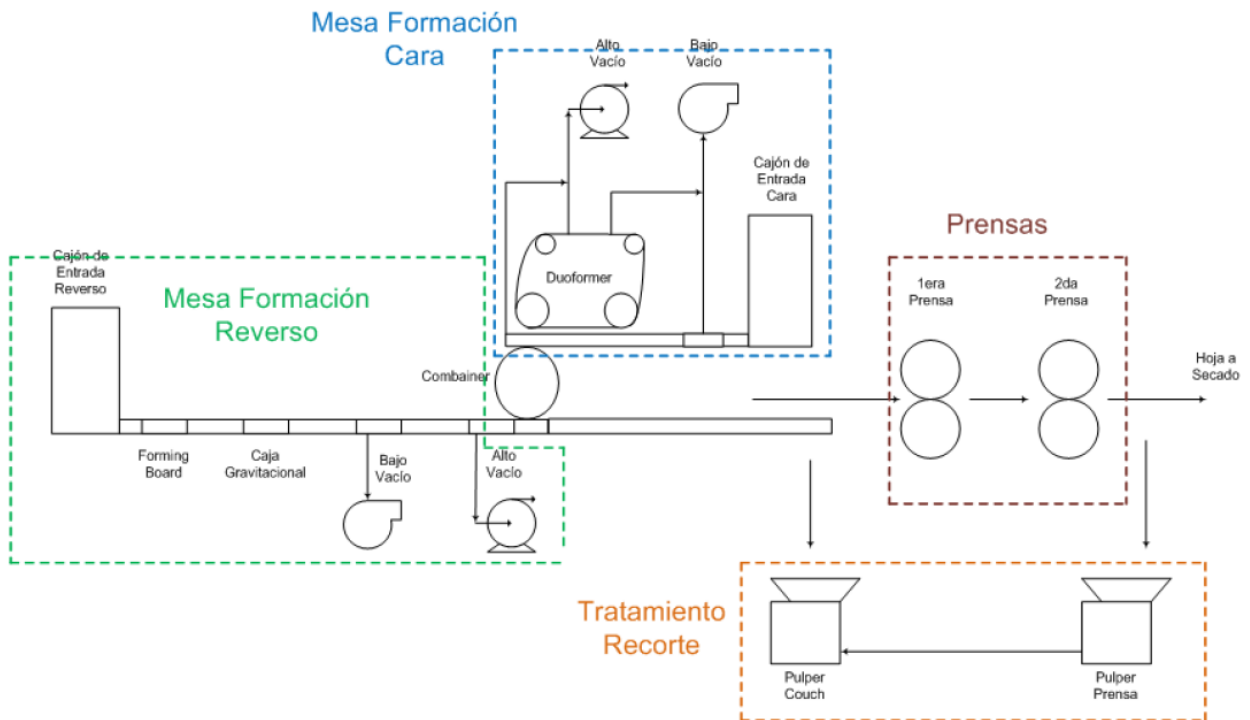 Mesa Formación
Cara
Alto
Vacío
Bajo
Vacío
Cajón de
Entrada
Cara
Duoformer
Cajón de
Entrada
Reverso
Mesa Formación
Reverso
Combainer
Forming
Board
Caja
Gravitacional
Bajo
Vacío
Alto
Vacío
Prensas
1era
Prensa
2da
Prensa
Hoja a
Secado
Tratamiento
Recorte
Pulper
Couch
Pulper
Prensa